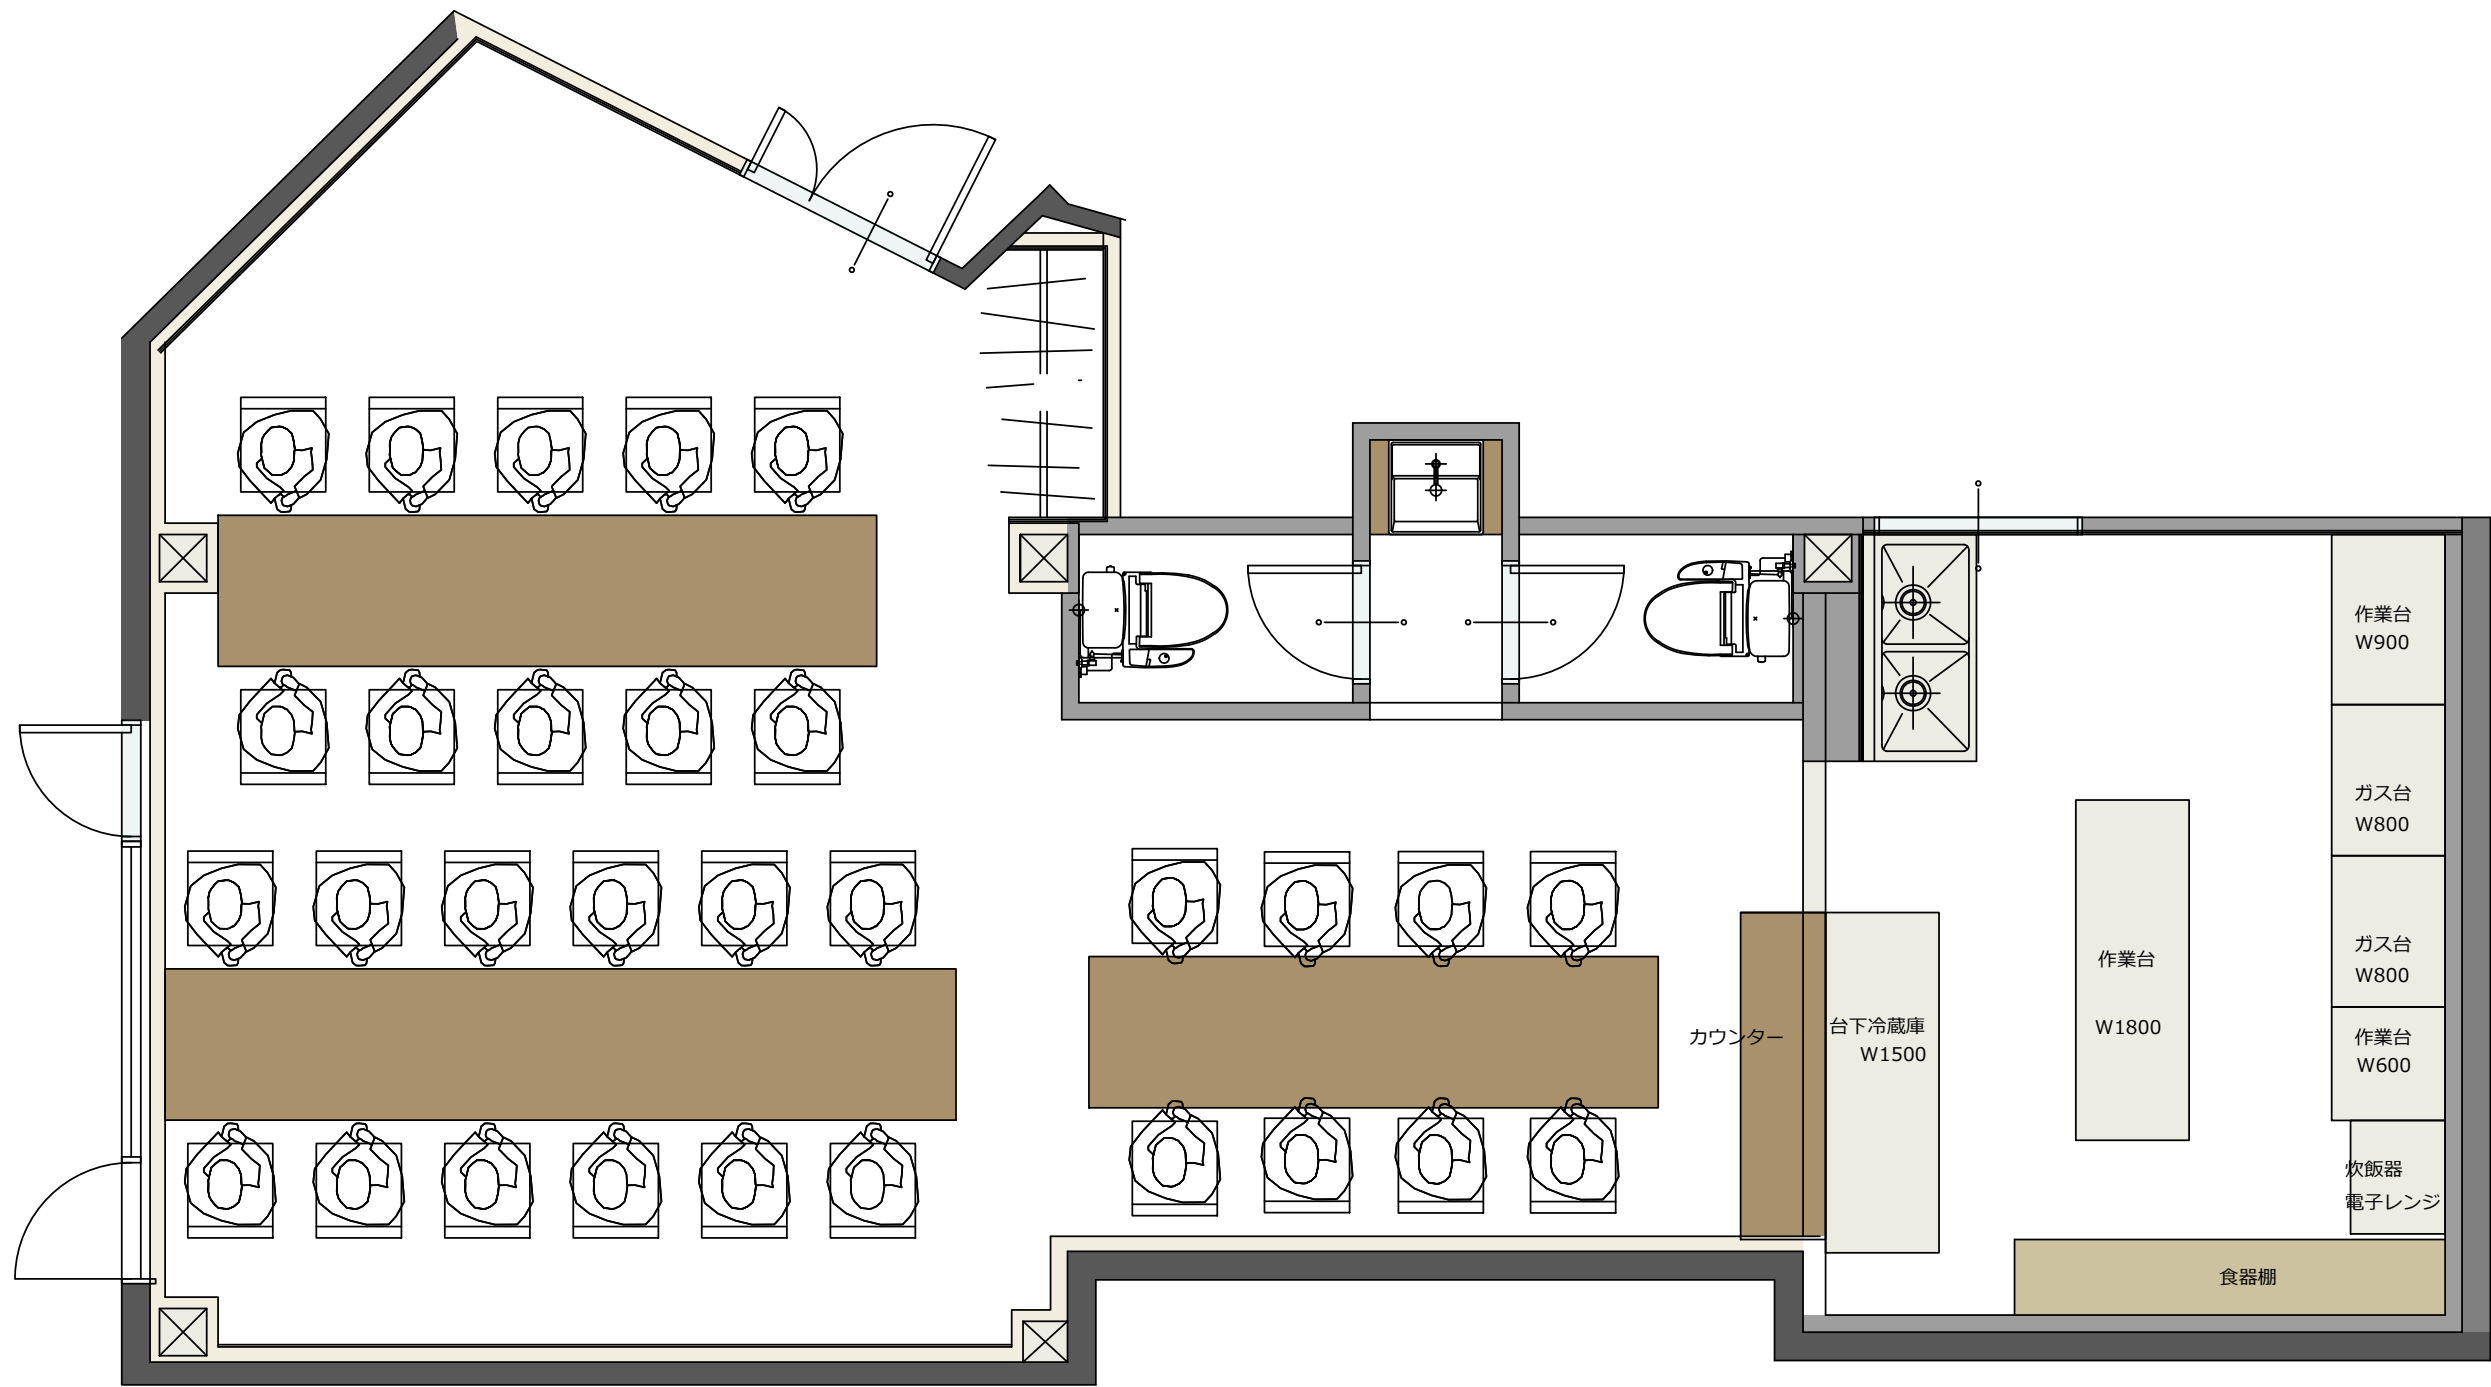 作業台
W900
ガス台
W800
ガス台
W800
作業台
W600
炊飯器
電子レンジ
作業台
W1800
台下冷蔵庫
W1500
カウンター
食器棚